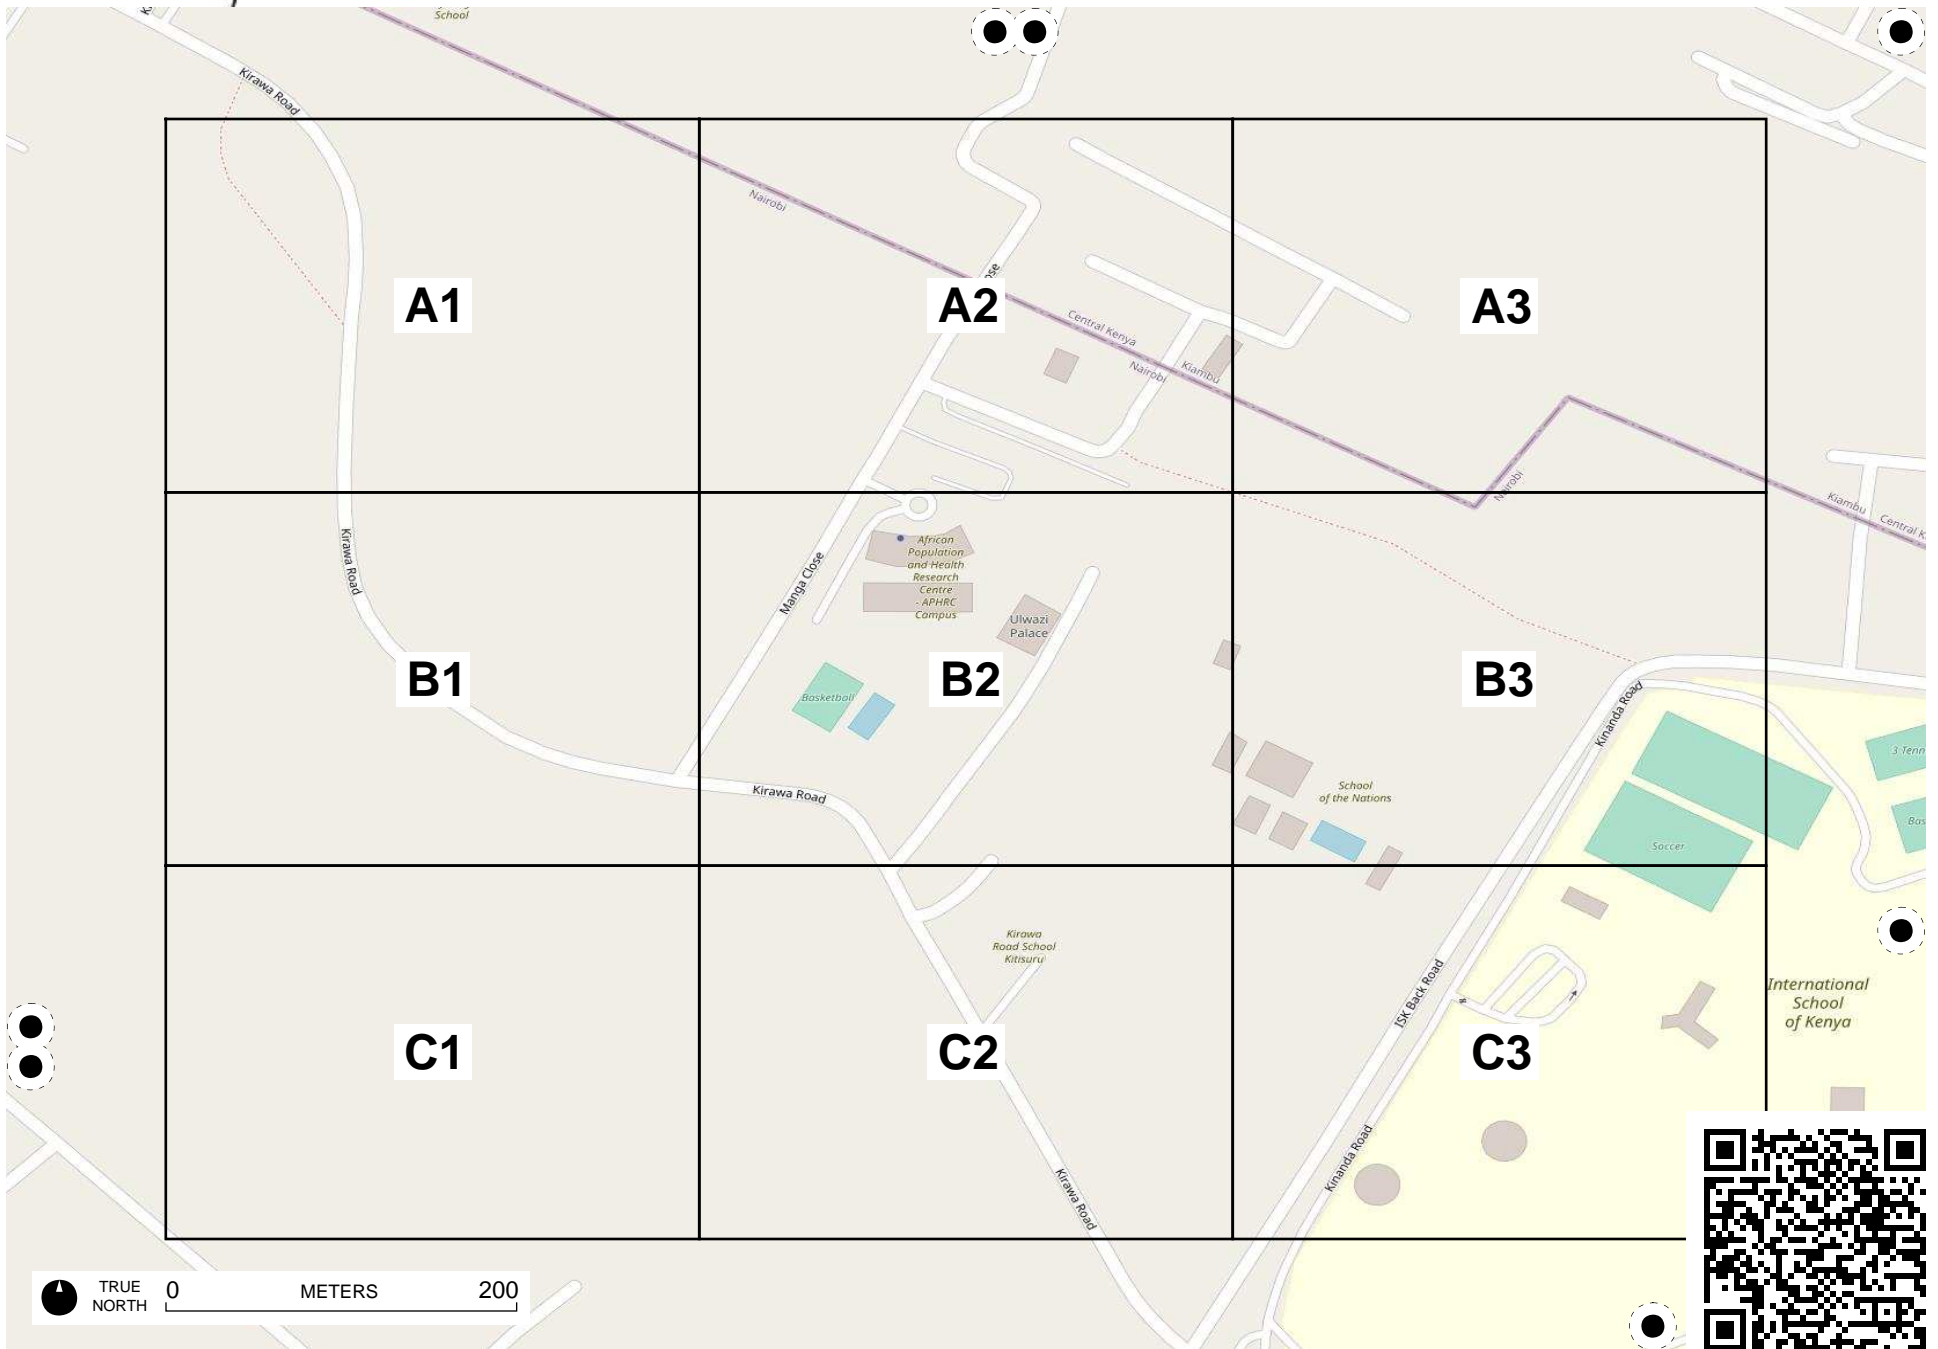 School
Kirawa Road
Nairobi
A1
A2
A3
Central Kenya
Nairobi
Kiambu
Nairobi
Kiambu
Kirawa Road
Manga Close
African
Population
and Health
Research
Centre
- APHRC
Campus
Ulwazi
Palace
B1
B2
B3
Basketball
Kinanda Road
Kirawa Road
School
of the Nations
Soccer
Kirawa
Road School
Kitisuru
ISK Back Road
International
School
of Kenya
C1
C2
C3
Kinanda Road
Kirawa Road
TRUE
NORTH
0 METERS 200